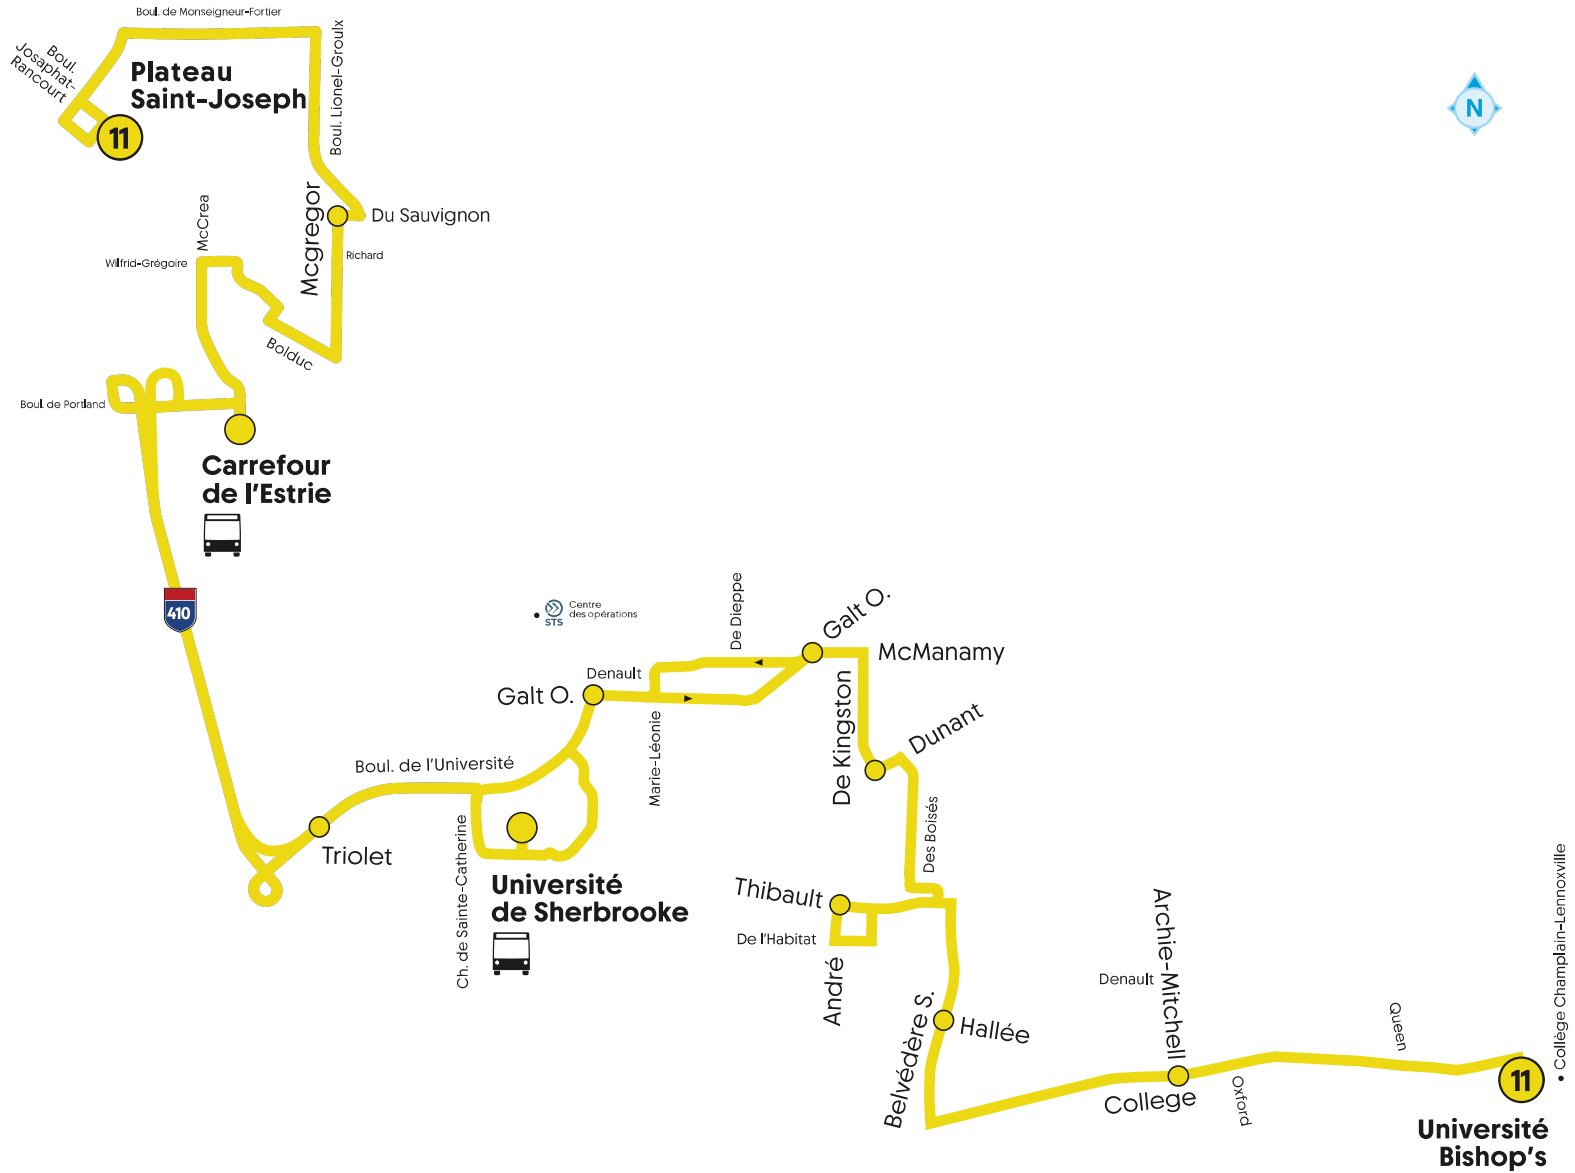 Boul. de Monseigneur-Fortier
Boul.
Josaphat-
Rancourt
Plateau
Saint-Joseph
11
Boul. Lionel-Groulx
N
Mcgregor
Du Sauvignon
McCrea
Richard
Wilfrid-Grégoire
Bolduc
Boul. de Portland
Carrefour
de l'Estrie
410
STS
Centre
des opérations
De Dieppe
Galt O.
McManamy
Denault
Galt O.
Marie-Léonie
De Kingston
Dunant
Boul. de l'Université
Triolet
Ch. de Sainte-Catherine
Université
de Sherbrooke
Des Boisés
Thibault
De l'Habitat
André
Belvédère S.
Hallée
Archie-Mitchell
Denault
College
Oxford
Queen
• Collège Champlain-Lennoxville
11
Université
Bishop's